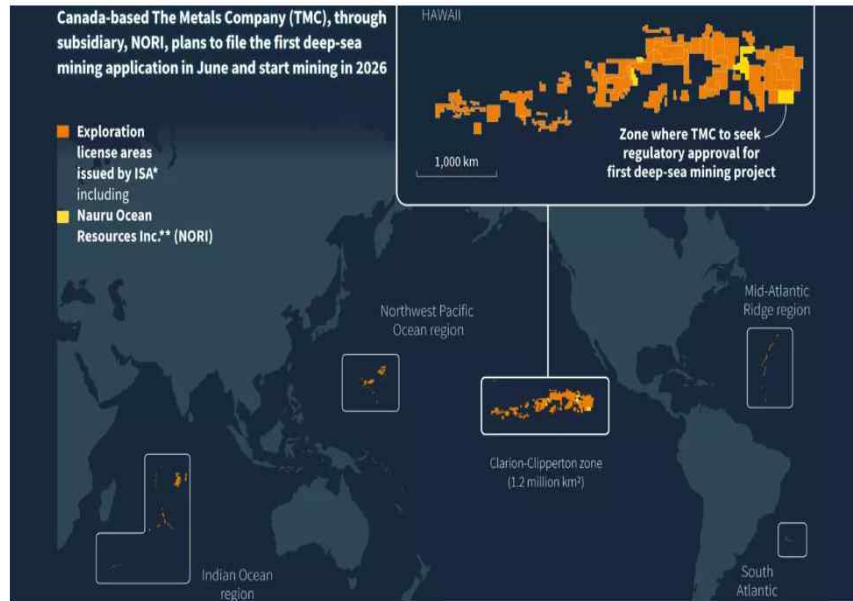 Canada-based The Metals Company (TMC), through
subsidiary, NORI, plans to file the first deep-sea
mining application in June and start mining in 2026
HAWAII
Exploration
license areas
issued by ISA*
including
Nauru Ocean
Resources Inc.** (NORI)
1,000 km
Zone where TMC to seek
regulatory approval for
first deep-sea mining project
Northwest Pacific
Ocean region
Mid-Atlantic
Ridge region
Clarion-Clipperton zone
(1.2 million km²)
Indian Ocean
region
South
Atlantic